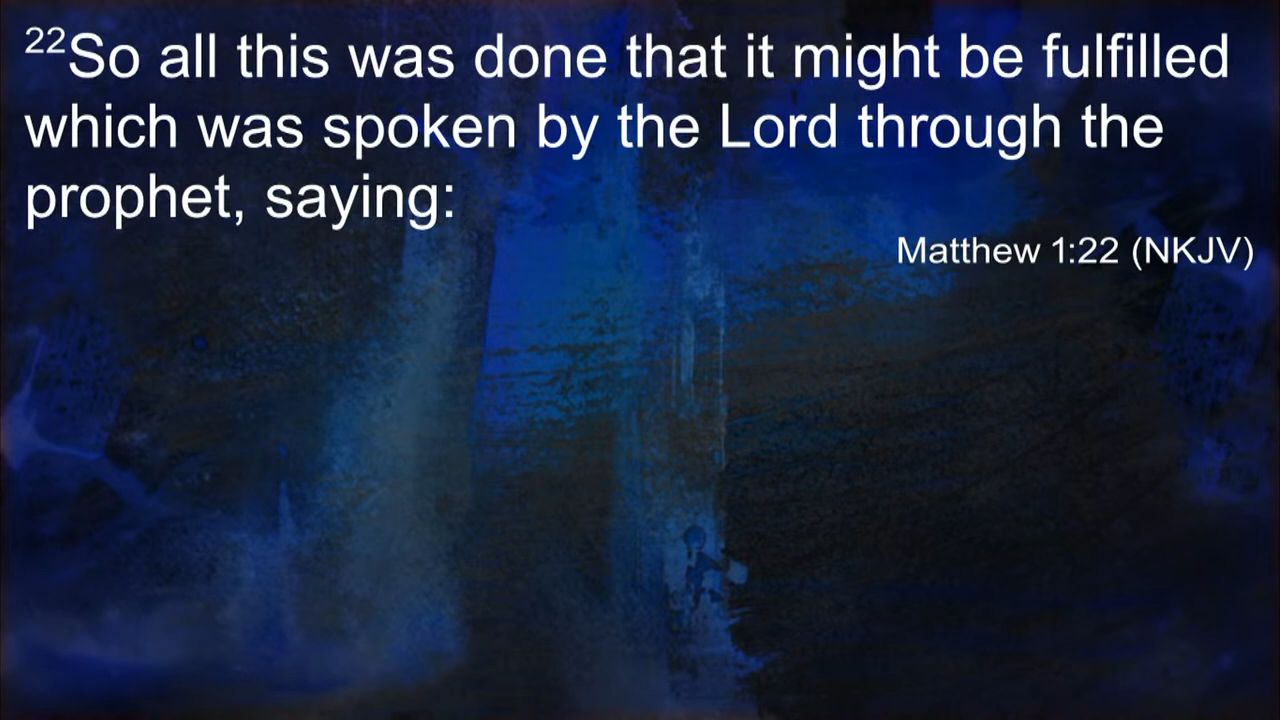 22So all this was done that it might be fulfilled
which was spoken by the Lord through the
prophet, saying:
Matthew 1:22 (NKJV)